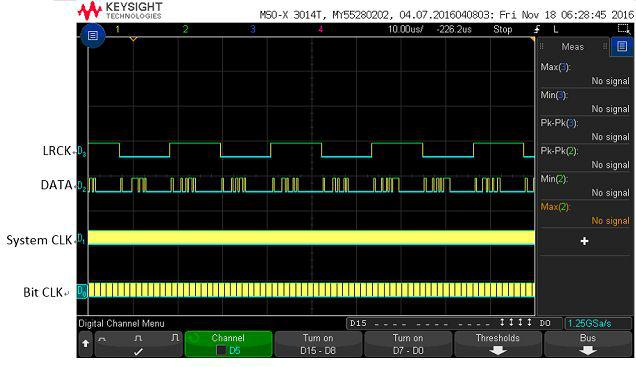 KEYSIGHT
TECHNOLOGIES
MSO-X 3014T, MY55280202, 04.07.2016040803: Fri Nov 18 06:28:45 2016
1 2 3 4 10.00us/ -226.2us Stop L
Meas
Max(3):
No signal
Min(3):
No signal
Pk-Pk(3):
No signal
LRCK D3
Pk-Pk(2):
No signal
DATA D2
Min(2):
No signal
Max(2):
No signal
System CLK D1
Bit CLK D0
Digital Channel Menu D15 D0 1.25GSa/s
Channel
D5
Turn on
D15 - D8
Turn on
D7 - D0
Thresholds
Bus